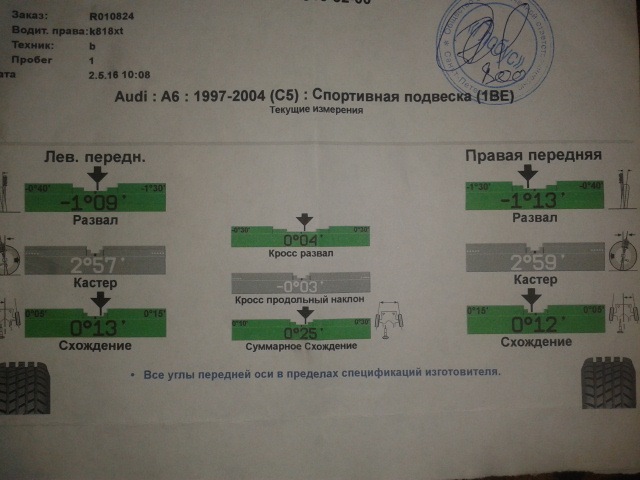 Заказ: R010824
Водит. права: k818xt
Техник: b
Пробег 1
ата 2.5.16 10:08
Audi : A6 : 1997-2004 (C5) : Спортивная подвеска (1BE)
Текущие измерения
Лев. передн.
Правая передняя
-0°40' -1°30'
-1°09'
Развал
-1°30' -0°40'
-1°13'
Развал
-0°30' 0°30'
0°04'
Кросс развал
2°57'
Кастер
2°59'
Кастер
-0°03'
Кросс продольный наклон
0°05' 0°15'
0°13'
Схождение
0°10' 0°30'
0°25'
Суммарное Схождение
0°15' 0°05'
0°12'
Схождение
• Все углы передней оси в пределах спецификаций изготовителя.